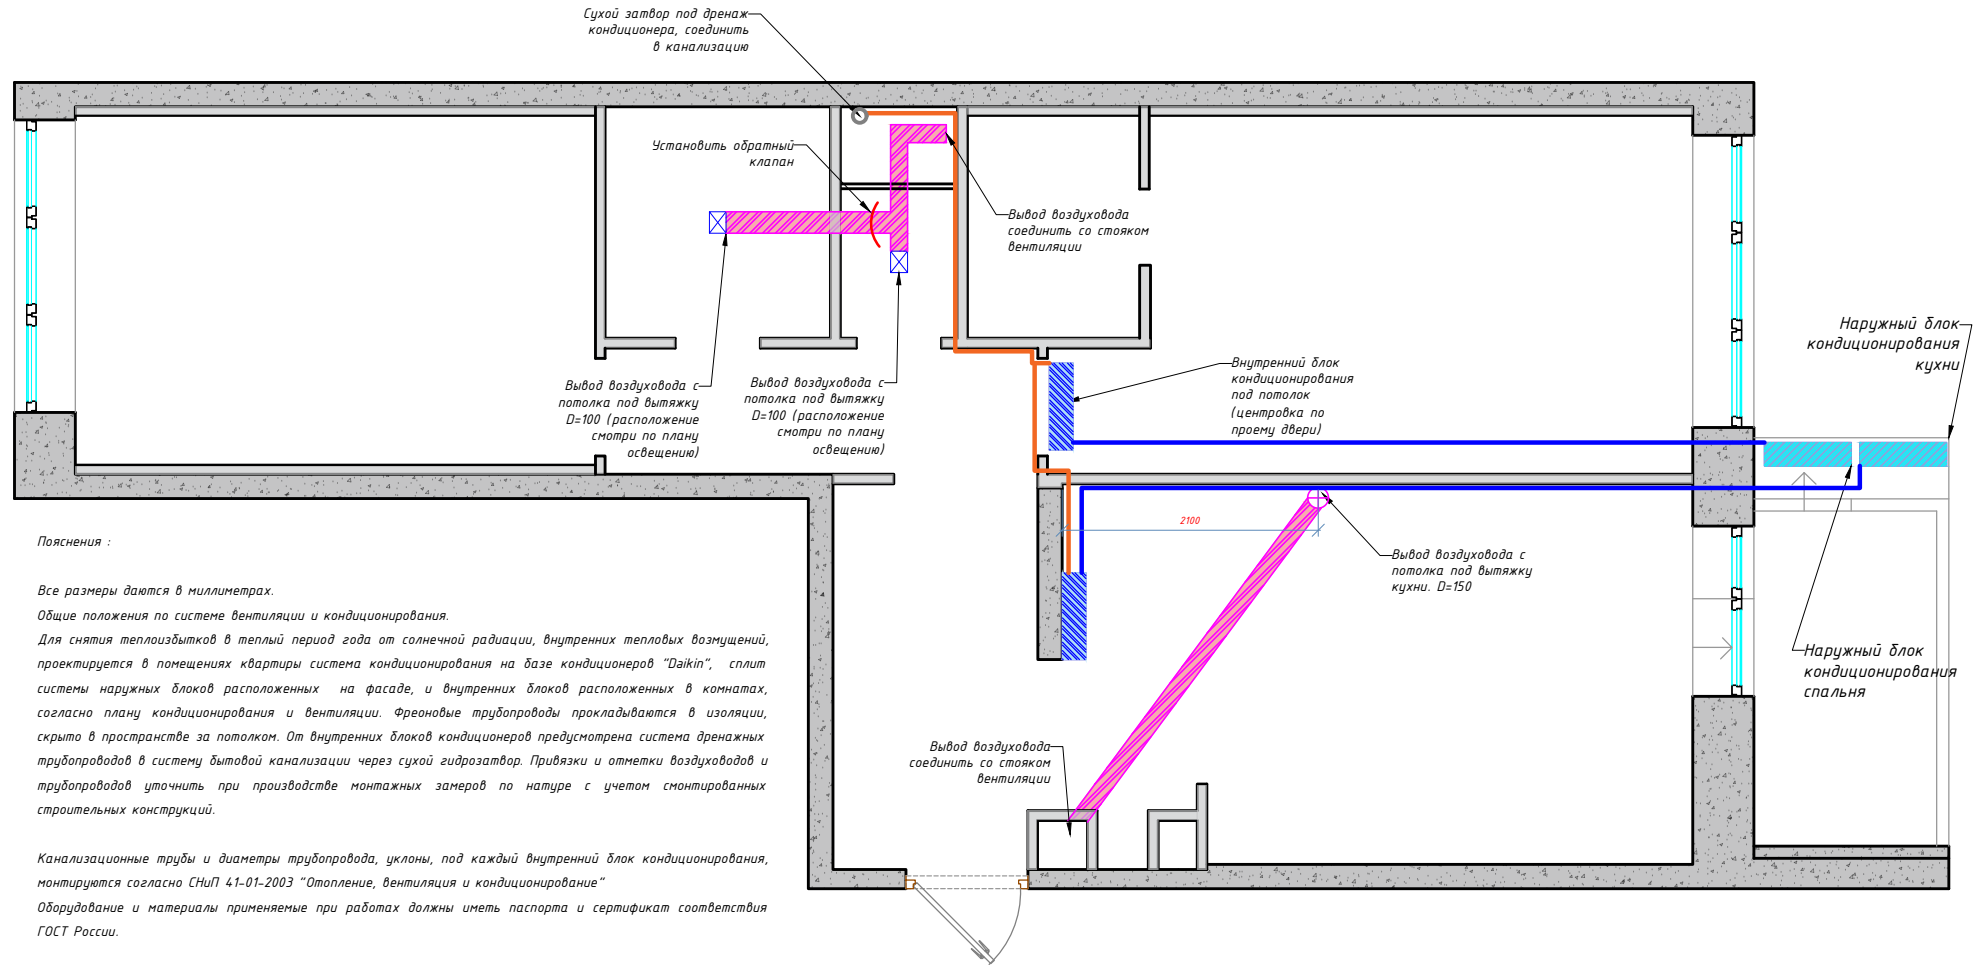 Сухой затвор под дренаж
кондиционера, соединить
в канализацию
Установить обратный
клапан
Вывод воздуховода
соединить со стояком
вентиляции
Наружный блок
кондиционирования
кухни
Внутренний блок
кондиционирования
под потолок
(центровка по
проему двери)
Вывод воздуховода с
потолка под вытяжку
D=100 (расположение
смотри по плану
освещению)
Вывод воздуховода с
потолка под вытяжку
D=100 (расположение
смотри по плану
освещению)
2100
Вывод воздуховода с
потолка под вытяжку
кухни. D=150
Наружный блок
кондиционирования
спальня
Вывод воздуховода
соединить со стояком
вентиляции
Пояснения :
Все размеры даются в миллиметрах.
Общие положения по системе вентиляции и кондиционирования.
Для снятия теплоизбытков в теплый период года от солнечной радиации, внутренних тепловых возмущений,
проектируется в помещениях квартиры система кондиционирования на базе кондиционеров "Daikin", сплит
системы наружных блоков расположенных на фасаде, и внутренних блоков расположенных в комнатах,
согласно плану кондиционирования и вентиляции. Фреоновые трубопроводы прокладываются в изоляции,
скрыто в пространстве за потолком. От внутренних блоков кондиционеров предусмотрена система дренажных
трубопроводов в систему бытовой канализации через сухой гидрозатвор. Привязки и отметки воздуховодов и
трубопроводов уточнить при производстве монтажных замеров по натуре с учетом смонтированных
строительных конструкций.
Канализационные трубы и диаметры трубопровода, уклоны, под каждый внутренний блок кондиционирования,
монтируются согласно СНиП 41-01-2003 "Отопление, вентиляция и кондиционирование"
Оборудование и материалы применяемые при работах должны иметь паспорта и сертификат соответствия
ГОСТ России.